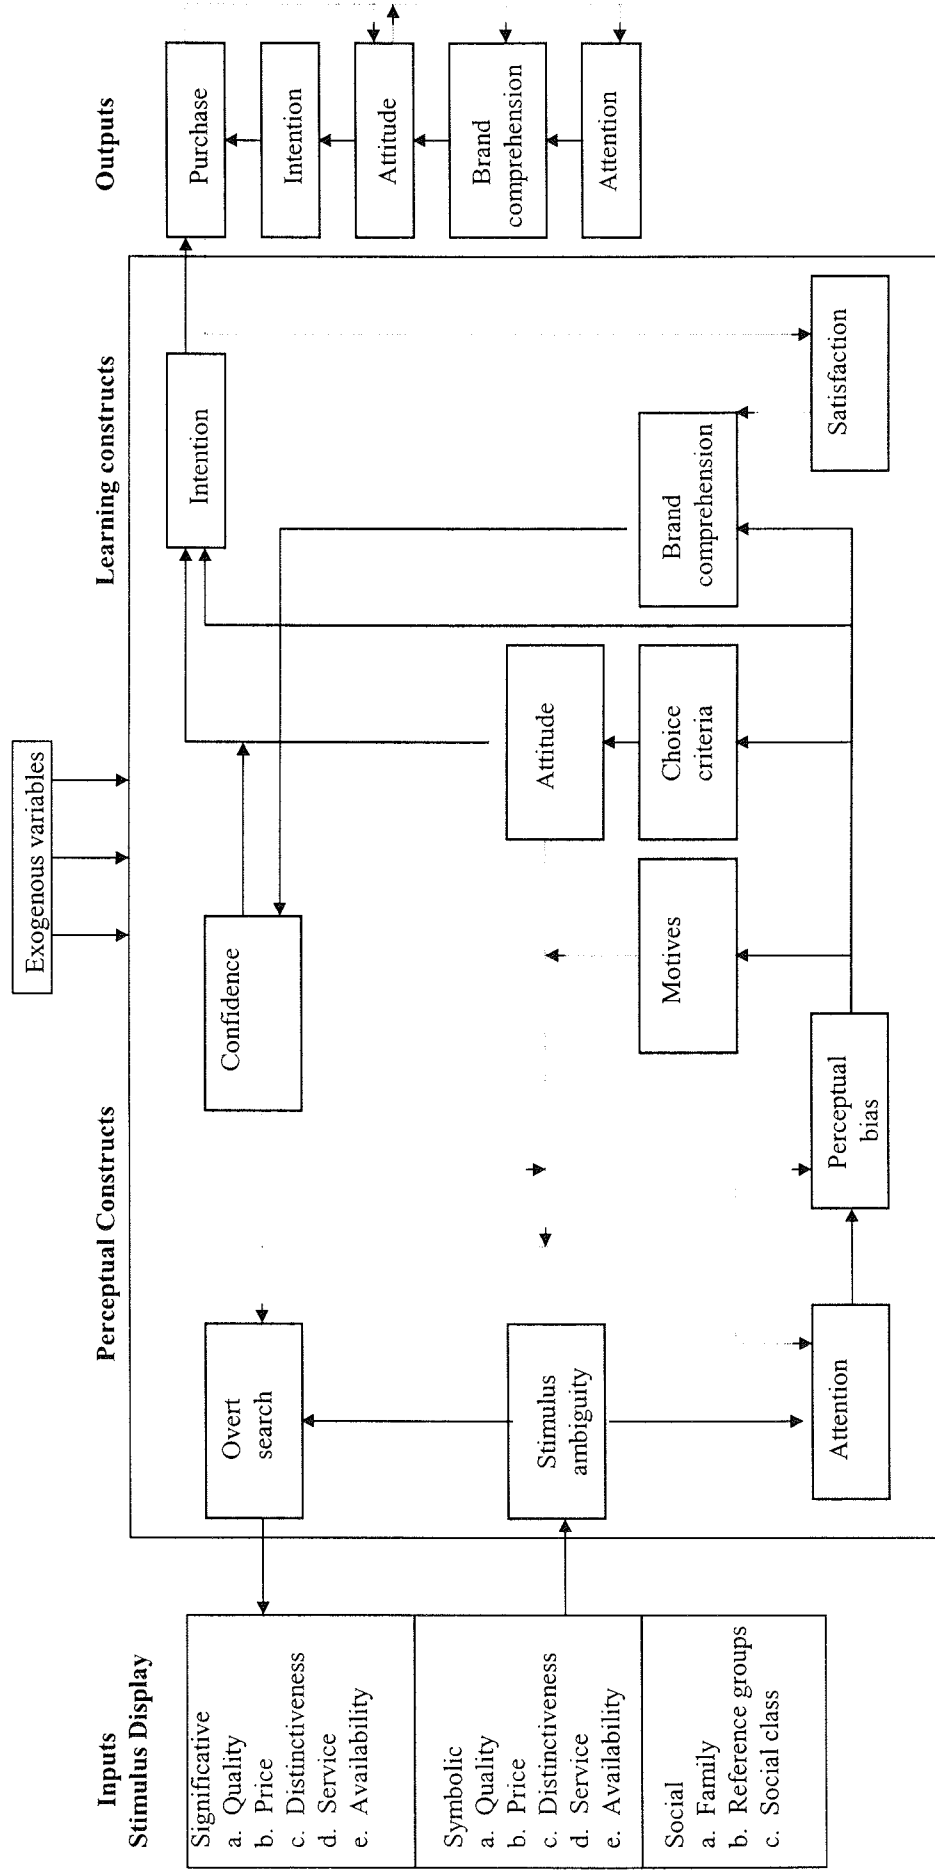 Exogenous variables
Inputs
Stimulus Display
Perceptual Constructs
Learning constructs
Outputs
Significative
a. Quality
b. Price
c. Distinctiveness
d. Service
e. Availability
Symbolic
a. Quality
b. Price
c. Distinctiveness
d. Service
e. Availability
Social
a. Family
b. Reference groups
c. Social class
Overt
search
Stimulus
ambiguity
Attention
Confidence
Perceptual
bias
Motives
Attitude
Choice
criteria
Intention
Brand
comprehension
Satisfaction
Purchase
Intention
Attitude
Brand
comprehension
Attention